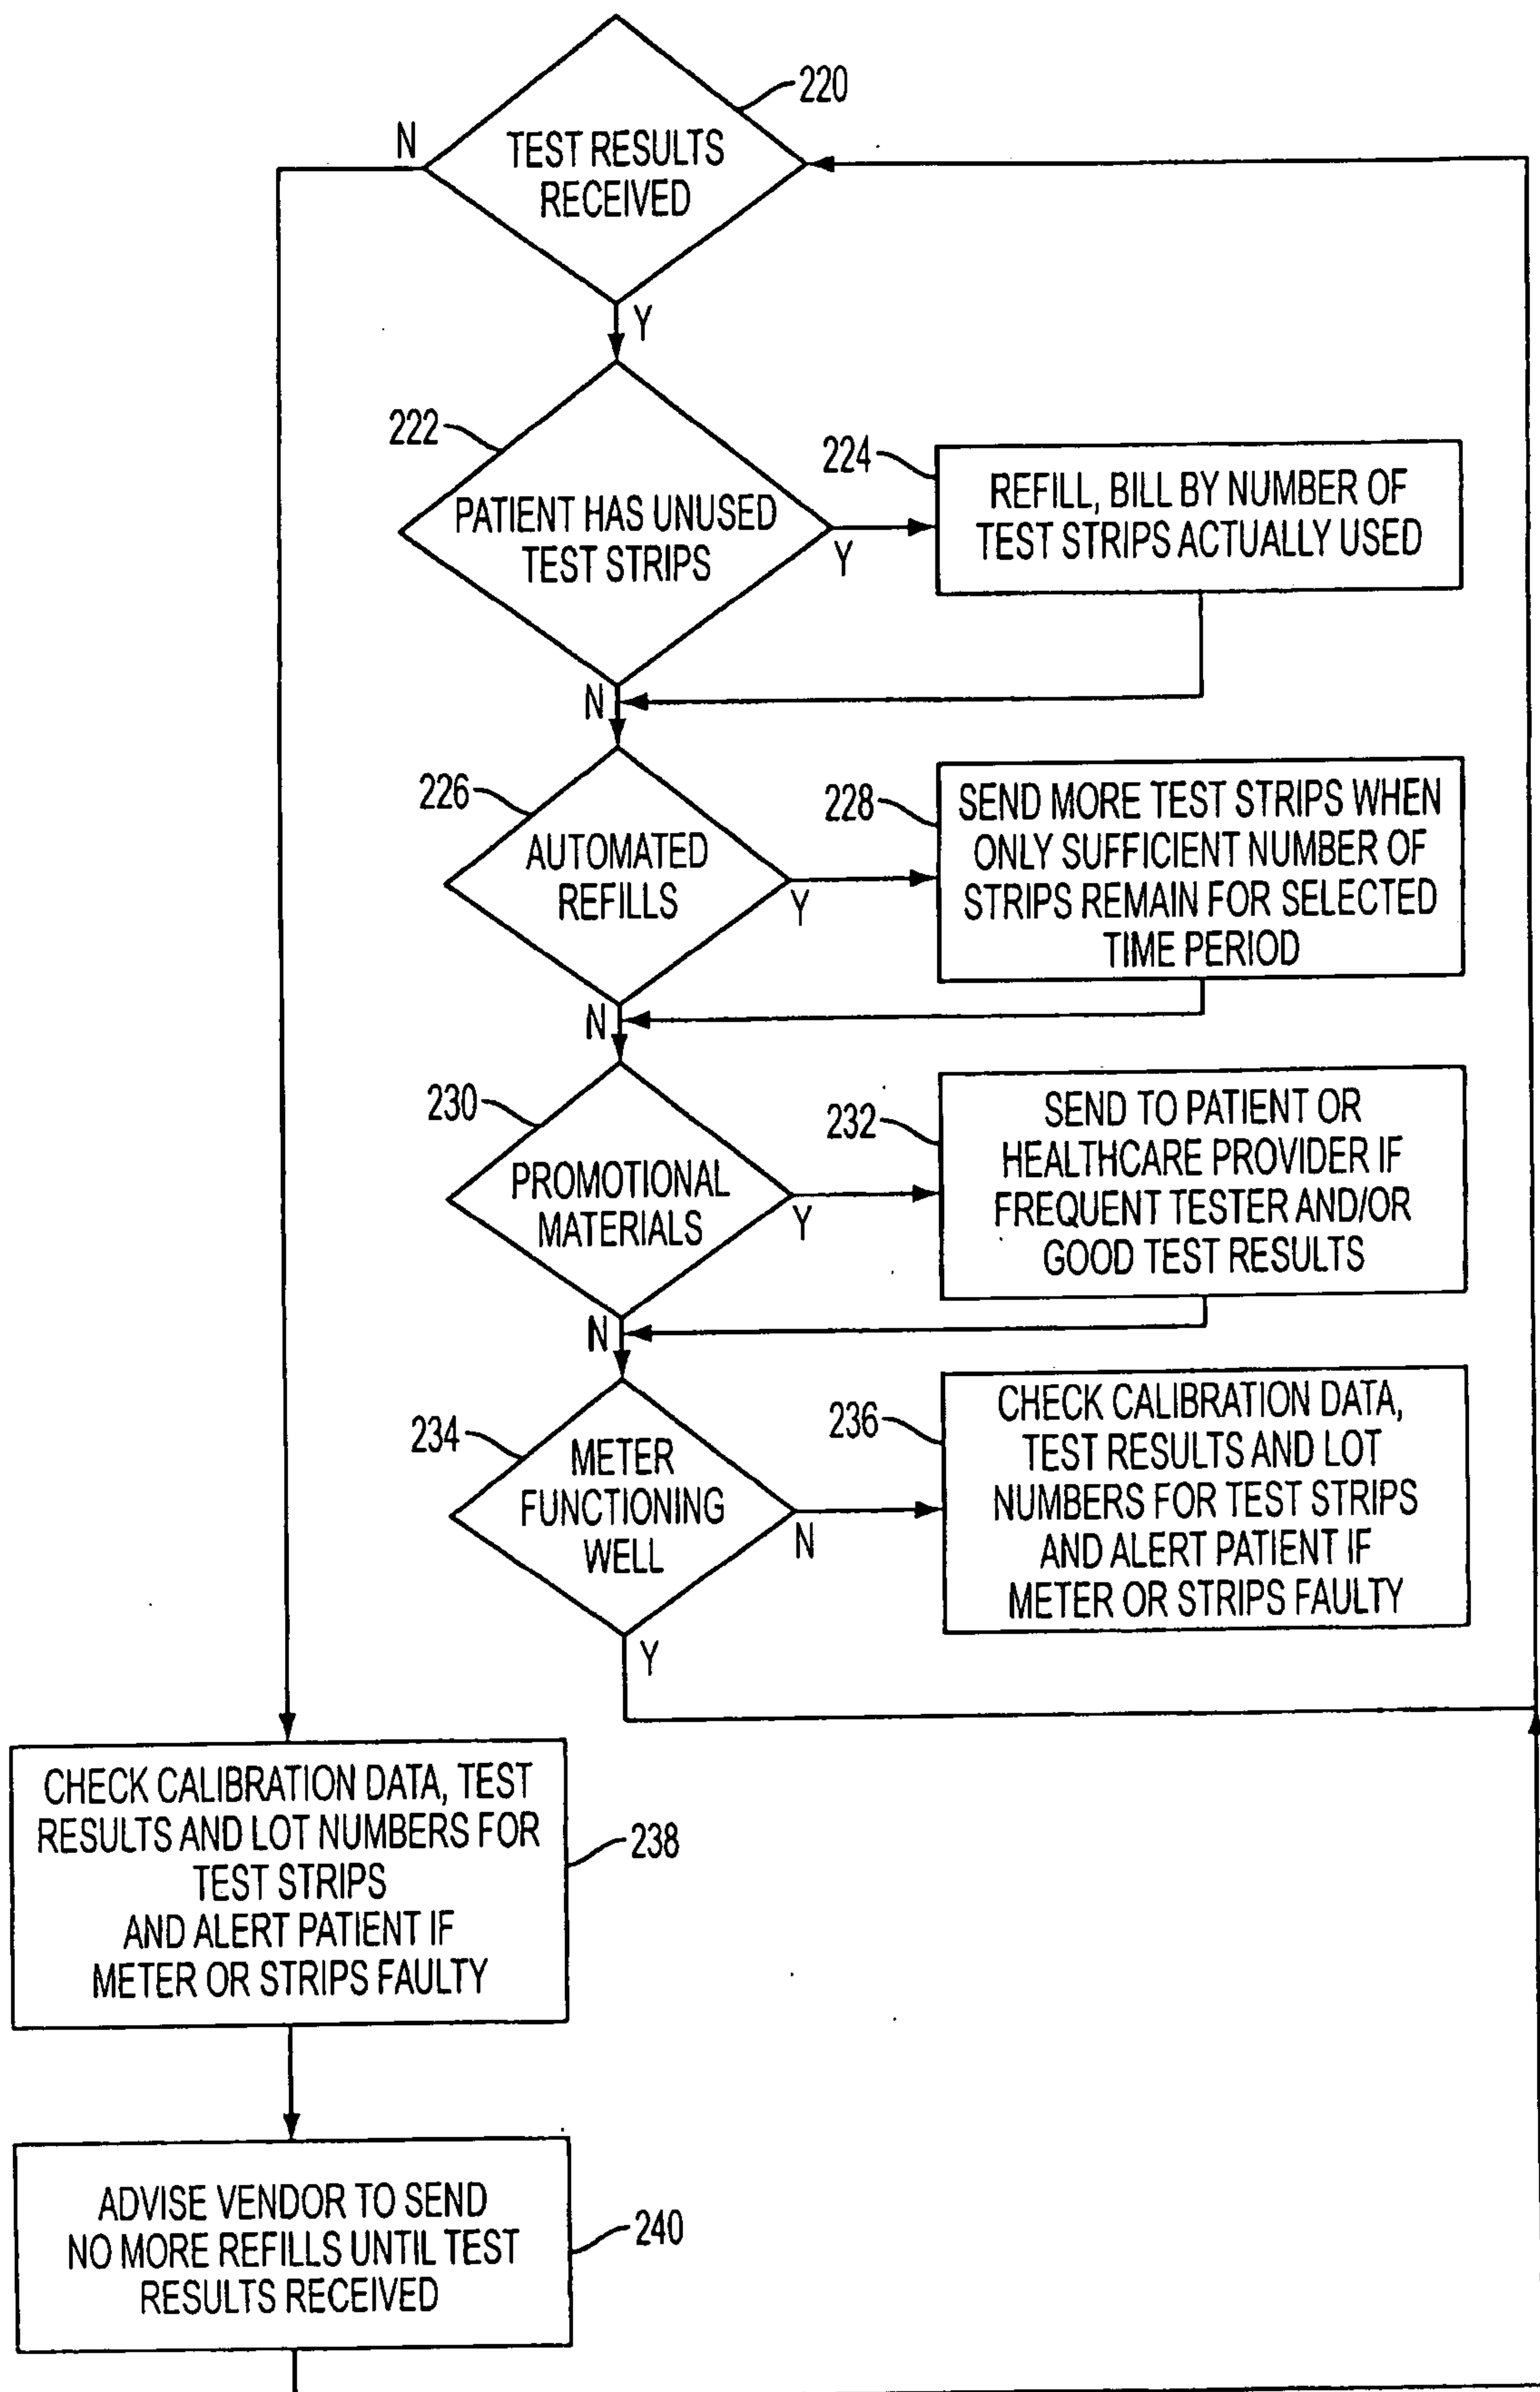 220
N
TEST RESULTS
RECEIVED
Y
222
PATIENT HAS UNUSED
TEST STRIPS
Y
224
REFILL, BILL BY NUMBER OF
TEST STRIPS ACTUALLY USED
N
226
AUTOMATED
REFILLS
Y
228
SEND MORE TEST STRIPS WHEN
ONLY SUFFICIENT NUMBER OF
STRIPS REMAIN FOR SELECTED
TIME PERIOD
N
230
PROMOTIONAL
MATERIALS
Y
232
SEND TO PATIENT OR
HEALTHCARE PROVIDER IF
FREQUENT TESTER AND/OR
GOOD TEST RESULTS
N
234
METER
FUNCTIONING
WELL
N
236
CHECK CALIBRATION DATA,
TEST RESULTS AND LOT
NUMBERS FOR TEST STRIPS
AND ALERT PATIENT IF
METER OR STRIPS FAULTY
Y
CHECK CALIBRATION DATA, TEST
RESULTS AND LOT NUMBERS FOR
TEST STRIPS
AND ALERT PATIENT IF
METER OR STRIPS FAULTY
238
ADVISE VENDOR TO SEND
NO MORE REFILLS UNTIL TEST
RESULTS RECEIVED
240